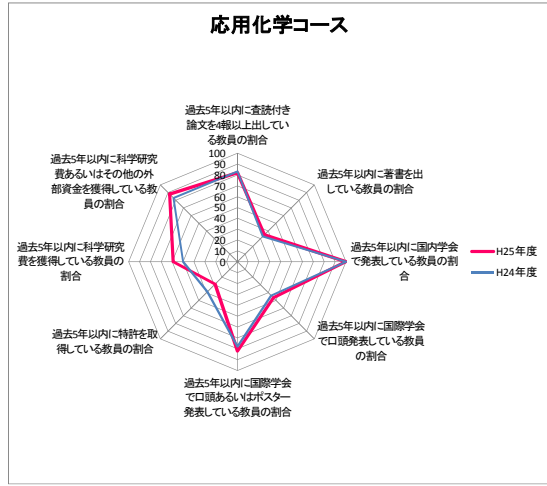 応用化学コース
過去5年以内に査読付き
論文を4報以上出してい
る教員の割合
過去5年以内に著書を出
している教員の割合
過去5年以内に国内学会
で発表している教員の割
合
過去5年以内に国際学会
で口頭発表している教員
の割合
過去5年以内に国際学会
で口頭あるいはポスター
発表している教員の割合
過去5年以内に特許を取
得している教員の割合
過去5年以内に科学研究
費を獲得している教員の
割合
過去5年以内に科学研究
費あるいはその他の外
部資金を獲得している教
員の割合
100
90
80
70
60
50
40
30
20
10
0
H25年度
H24年度